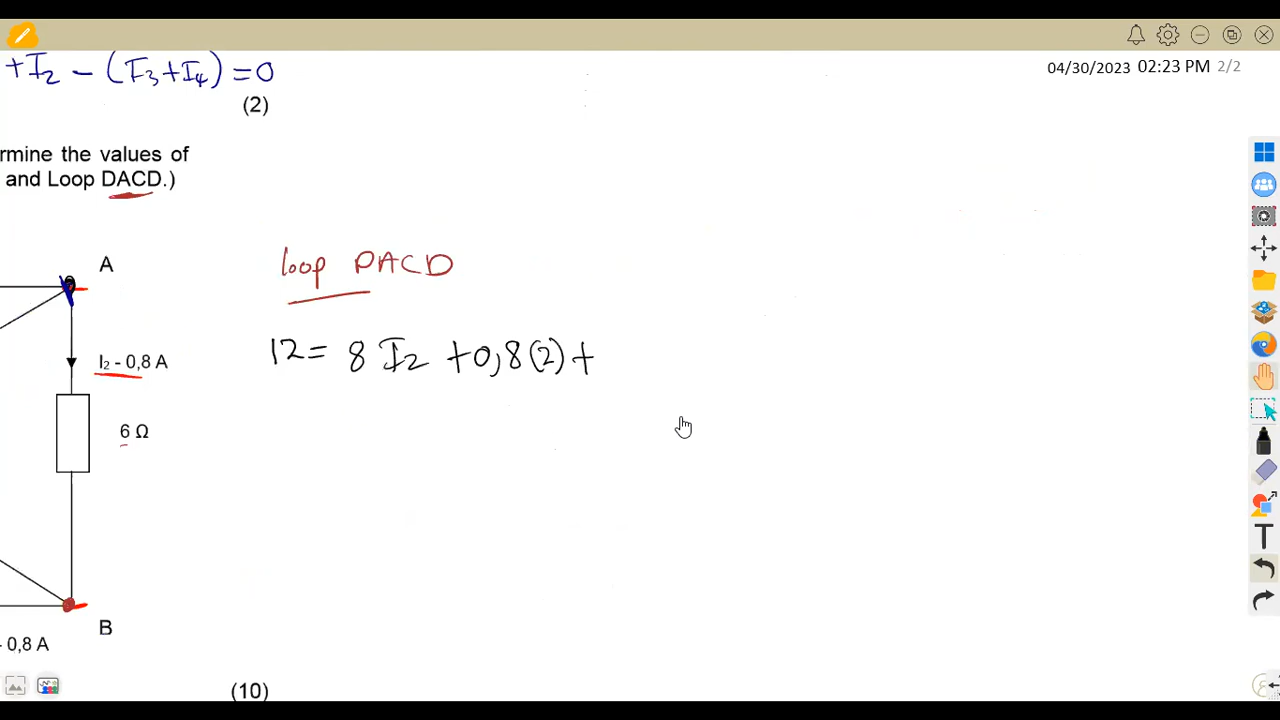 04/30/2023 02:23 PM 2/2
+I2 - (I3+I4) = 0
(2)
rmine the values of
and Loop DACD.)
A
loop DACD
I2 - 0,8 A
12 = 8 I2 + 0,8(2) +
6 Ω
B
- 0,8 A
(10)